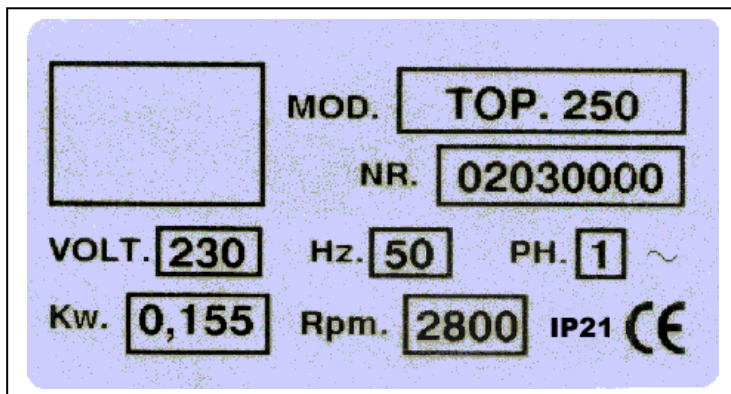 MOD. TOP. 250
NR. 02030000
VOLT. 230 Hz. 50 PH. 1 ~
Kw. 0,155 Rpm. 2800 IP21 CE